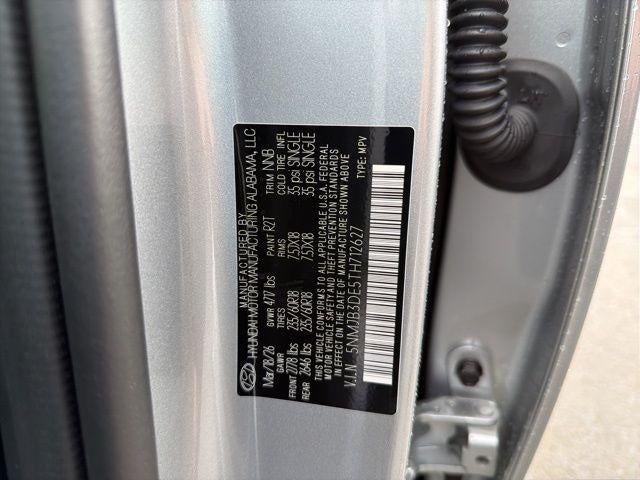 MANUFACTURED BY
HYUNDAI MOTOR MANUFACTURING ALABAMA, LLC
Mar/18/26 GVWR 4717 lbs PAINT R2T TRIM NNB
GAWR TIRES RIMS COLD TIRE INFL
FRONT 2778 lbs 235/60R18 7.5JX18 35 psi SINGLE
REAR 2646 lbs 235/60R18 7.5JX18 35 psi SINGLE
THIS VEHICLE CONFORMS TO ALL APPLICABLE U.S.A. FEDERAL
MOTOR VEHICLE SAFETY AND THEFT PREVENTION STANDARDS
IN EFFECT ON THE DATE OF MANUFACTURE SHOWN ABOVE
V.I.N 5NMJB3DE5TH712627 TYPE: MPV